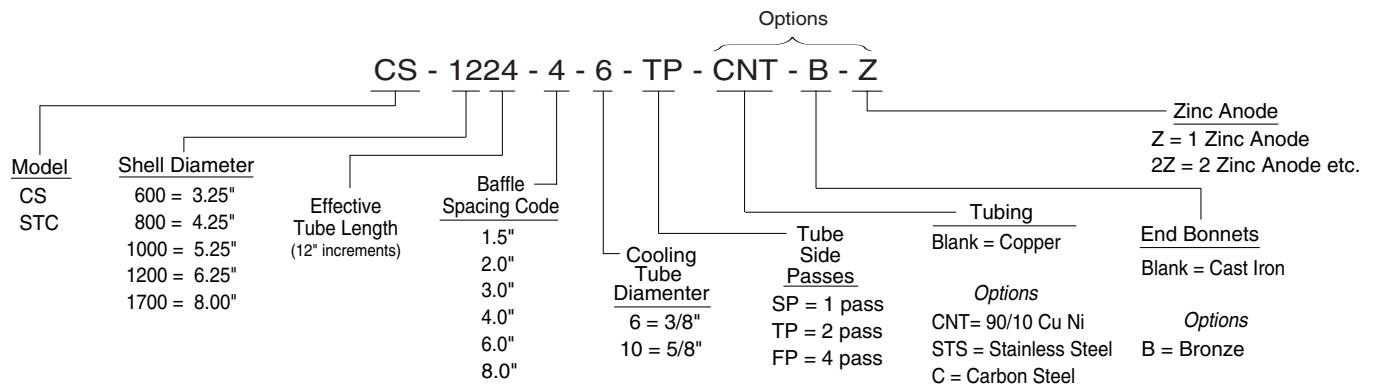 Options
CS - 1224 - 4 - 6 - TP - CNT - B - Z
Model
CS
STC
Shell Diameter
600 = 3.25"
800 = 4.25"
1000 = 5.25"
1200 = 6.25"
1700 = 8.00"
Effective
Tube Length
(12" increments)
Baffle
Spacing Code
1.5"
2.0"
3.0"
4.0"
6.0"
8.0"
Cooling
Tube
Diamenter
6 = 3/8"
10 = 5/8"
Tube
Side
Passes
SP = 1 pass
TP = 2 pass
FP = 4 pass
Tubing
Blank = Copper
Options
CNT= 90/10 Cu Ni
STS = Stainless Steel
C = Carbon Steel
End Bonnets
Blank = Cast Iron
Options
B = Bronze
Zinc Anode
Z = 1 Zinc Anode
2Z = 2 Zinc Anode etc.